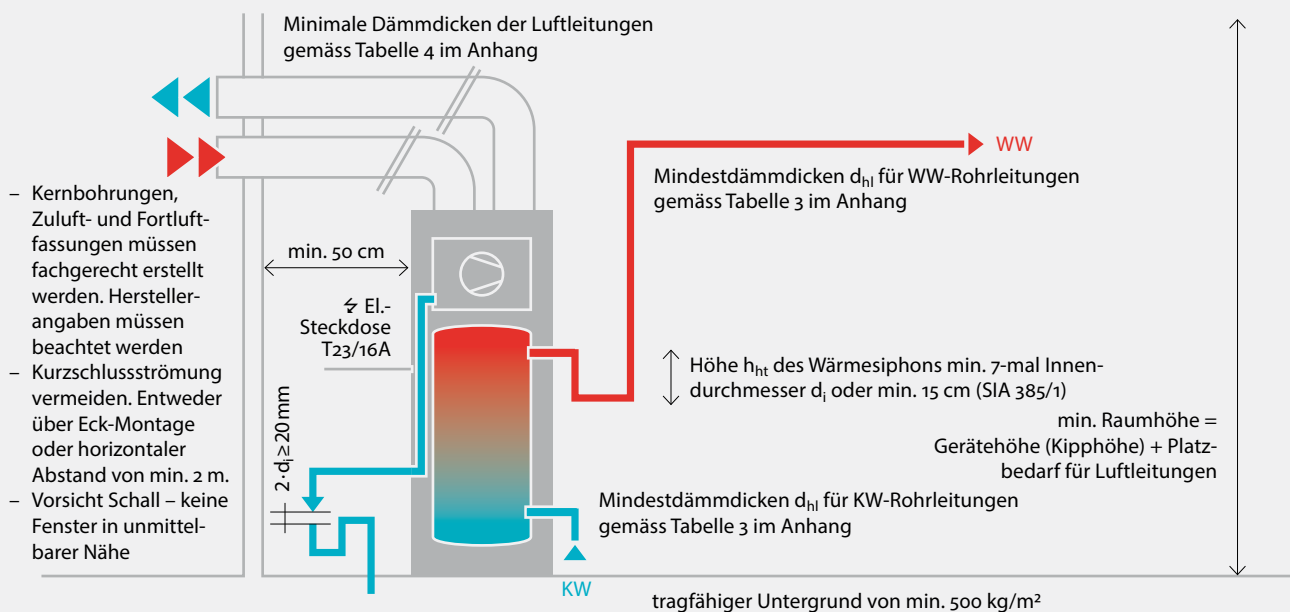 Minimale Dämmdicken der Luftleitungen
gemäss Tabelle 4 im Anhang
WW
Mindestdämmdicken dhl für WW-Rohrleitungen
gemäss Tabelle 3 im Anhang
– Kernbohrungen,
Zuluft- und Fortluft-
fassungen müssen
fachgerecht erstellt
werden. Hersteller-
angaben müssen
beachtet werden
– Kurzschlussströmung
vermeiden. Entweder
über Eck-Montage
oder horizontaler
Abstand von min. 2 m.
– Vorsicht Schall – keine
Fenster in unmittel-
barer Nähe
min. 50 cm
El.-
Steckdose
T23/16A
2·di≥20mm
Höhe hht des Wärmesiphons min. 7-mal Innen-
durchmesser di oder min. 15 cm (SIA 385/1)
min. Raumhöhe =
Gerätehöhe (Kipphöhe) + Platz-
bedarf für Luftleitungen
Mindestdämmdicken dhl für KW-Rohrleitungen
gemäss Tabelle 3 im Anhang
KW
tragfähiger Untergrund von min. 500 kg/m²